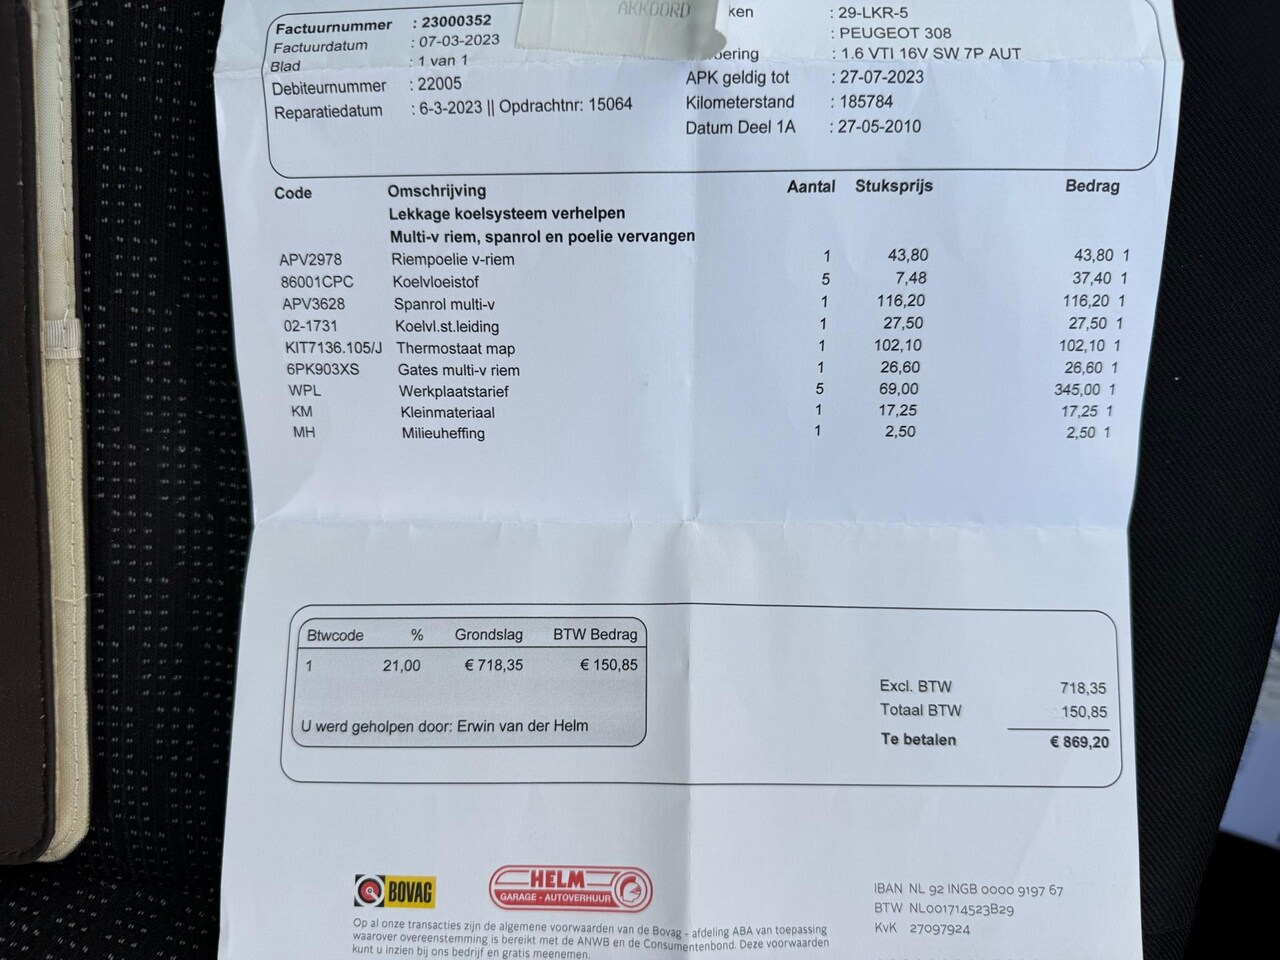 AKKOORD
Factuurnummer : 23000352
Factuurdatum : 07-03-2023
Blad : 1 van 1
Debiteurnummer : 22005
Reparatiedatum : 6-3-2023 || Opdrachtnr: 15064
ken : 29-LKR-5
: PEUGEOT 308
oering : 1.6 VTI 16V SW 7P AUT
APK geldig tot : 27-07-2023
Kilometerstand : 185784
Datum Deel 1A : 27-05-2010
Code Omschrijving Aantal Stuksprijs Bedrag
Lekkage koelsysteem verhelpen
Multi-v riem, spanrol en poelie vervangen
APV2978 Riempoelie v-riem 1 43,80 43,80 1
86001CPC Koelvloeistof 5 7,48 37,40 1
APV3628 Spanrol multi-v 1 116,20 116,20 1
02-1731 Koelvl.st.leiding 1 27,50 27,50 1
KIT7136.105/J Thermostaat map 1 102,10 102,10 1
6PK903XS Gates multi-v riem 1 26,60 26,60 1
WPL Werkplaatstarief 5 69,00 345,00 1
KM Kleinmateriaal 1 17,25 17,25 1
MH Milieuheffing 1 2,50 2,50 1
Btwcode % Grondslag BTW Bedrag
1 21,00 € 718,35 € 150,85
U werd geholpen door: Erwin van der Helm
Excl. BTW 718,35
Totaal BTW 150,85
Te betalen € 869,20
BOVAG
HELM
GARAGE - AUTOVERHUUR
IBAN NL 92 INGB 0000 9197 67
BTW NL001714523B29
KvK 27097924
Op al onze transacties zijn de algemene voorwaarden van de Bovag - afdeling ABA van toepassing
waarover overeenstemming is bereikt met de ANWB en de Consumentenbond. Deze voorwaarden
kunt u inzien bij ons bedrijf en gratis meenemen.